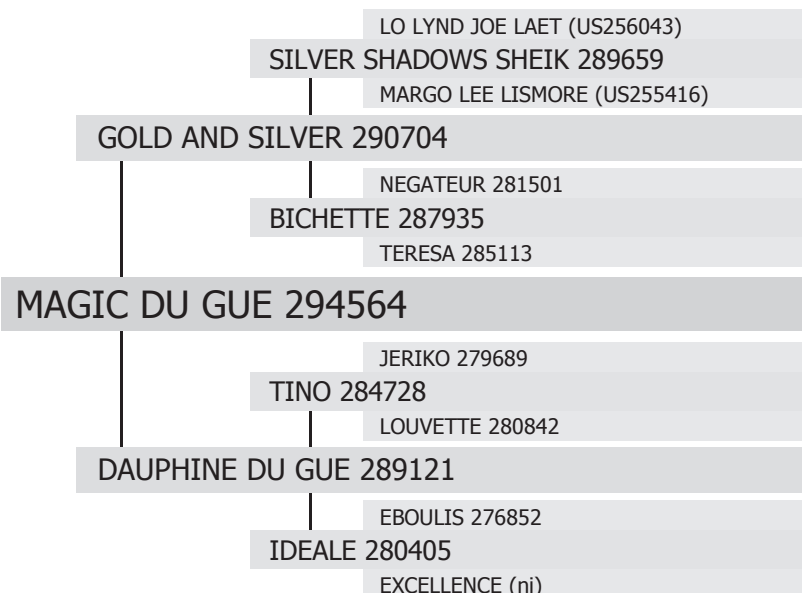 LO LYND JOE LAET (US256043)
SILVER SHADOWS SHEIK 289659
MARGO LEE LISMORE (US255416)
GOLD AND SILVER 290704
NEGATEUR 281501
BICHETTE 287935
TERESA 285113
MAGIC DU GUE 294564
JERIKO 279689
TINO 284728
LOUVETTE 280842
DAUPHINE DU GUE 289121
EBOULIS 276852
IDEALE 280405
EXCELLENCE (ni)